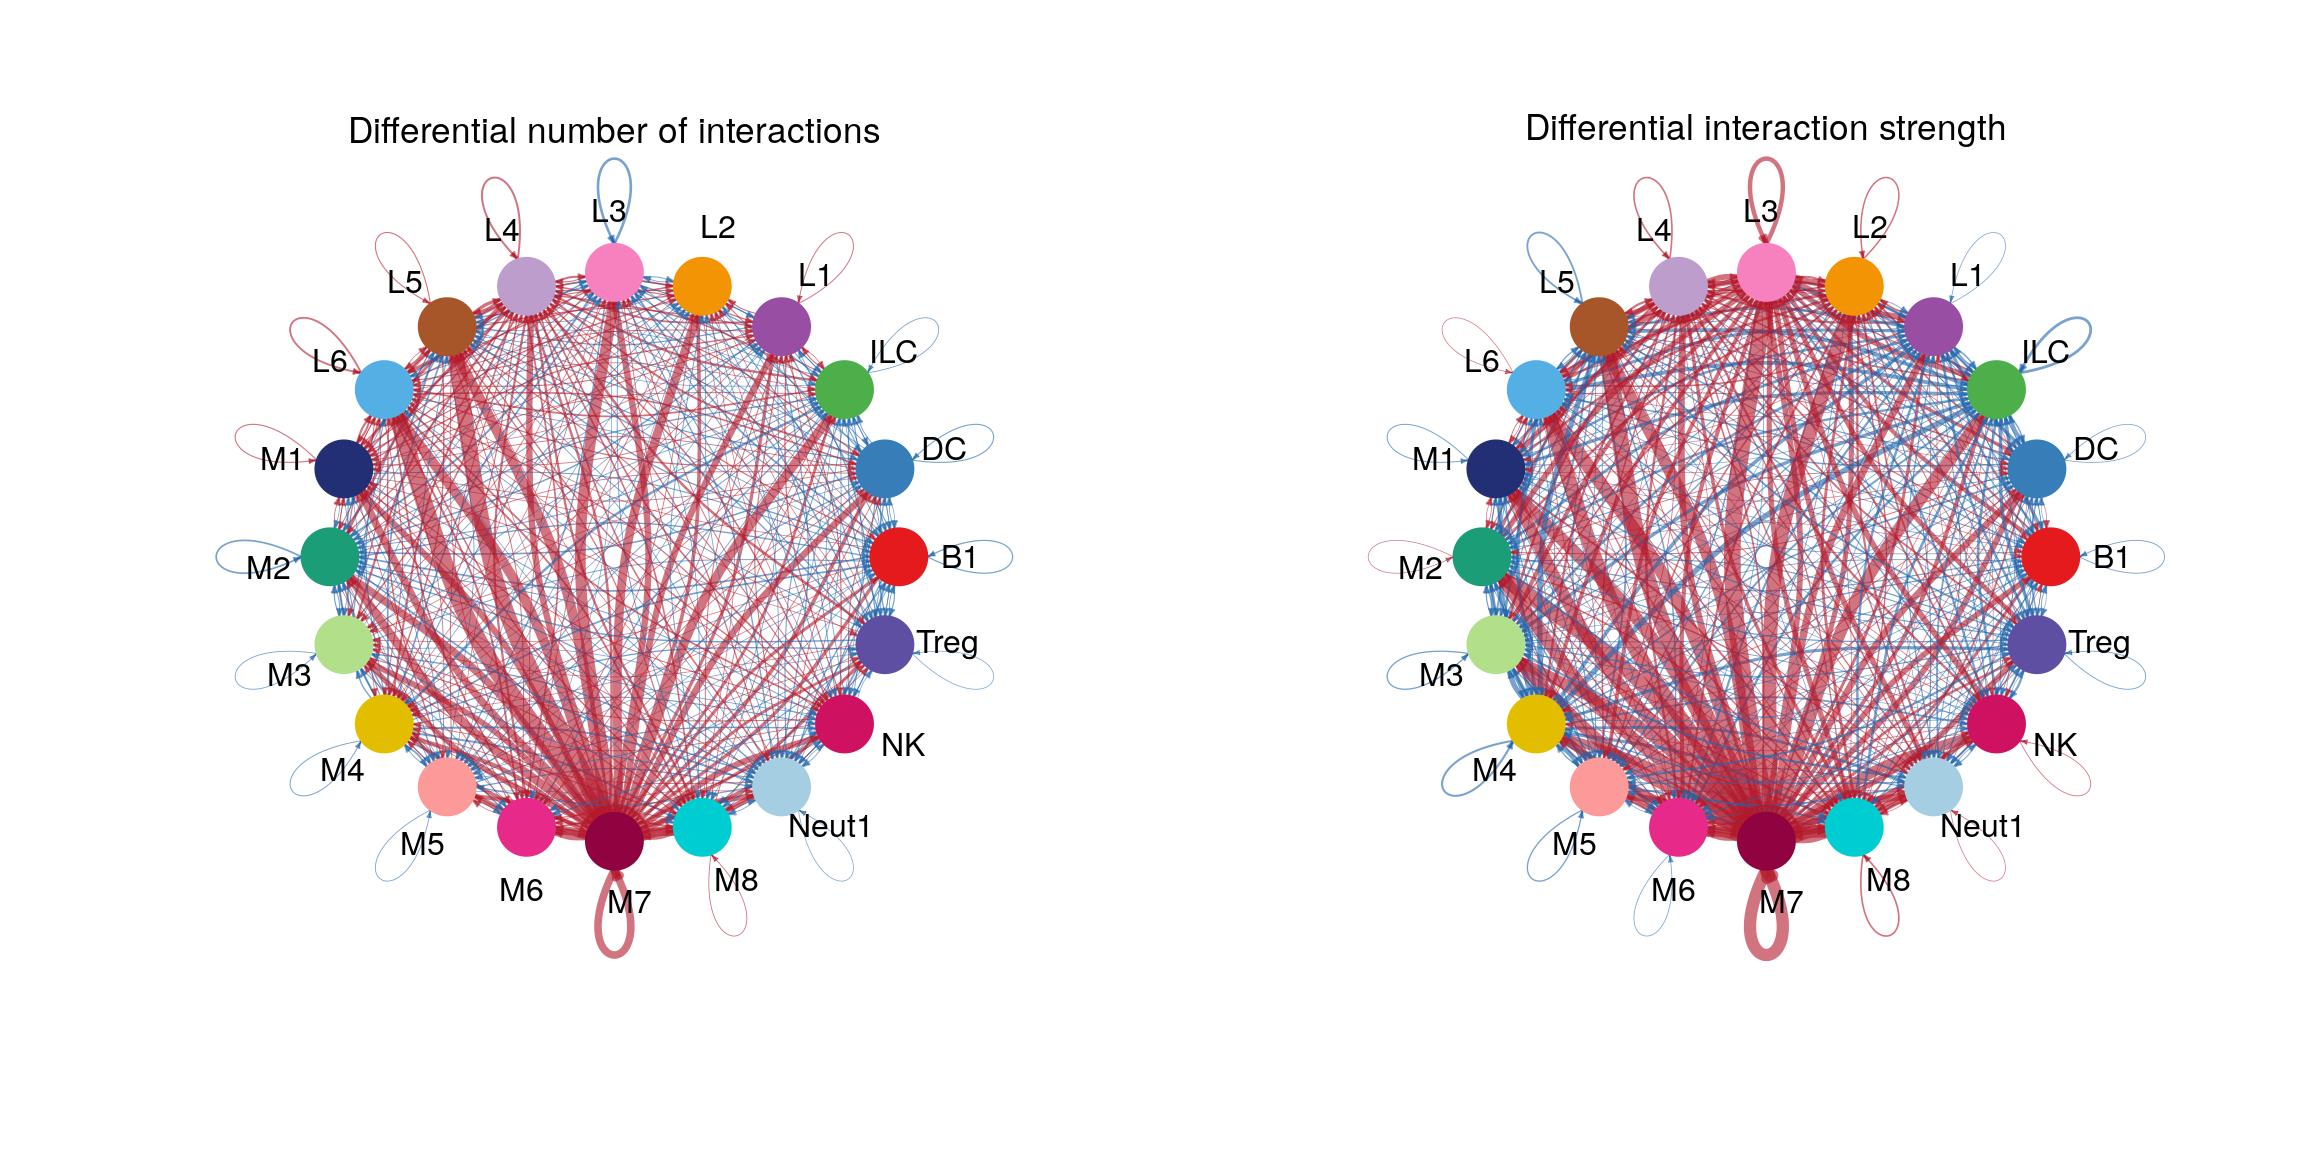 Differential number of interactions
L3
L2
L4
L1
L5
ILC
L6
DC
M1
B1
M2
Treg
M3
NK
M4
Neut1
M5
M8
M6
M7
Differential interaction strength
L3
L2
L4
L1
L5
ILC
L6
DC
M1
B1
M2
Treg
M3
NK
M4
Neut1
M5
M8
M6
M7